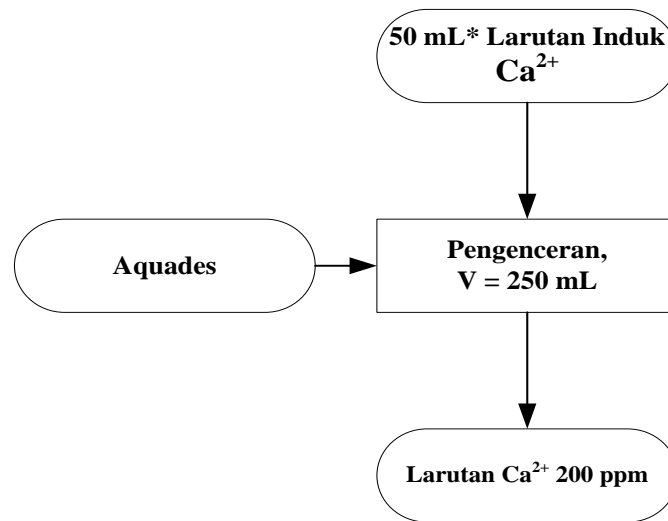 50 mL* Larutan Induk
Ca²⁺
Aquades
Pengenceran,
V = 250 mL
Larutan Ca²⁺ 200 ppm